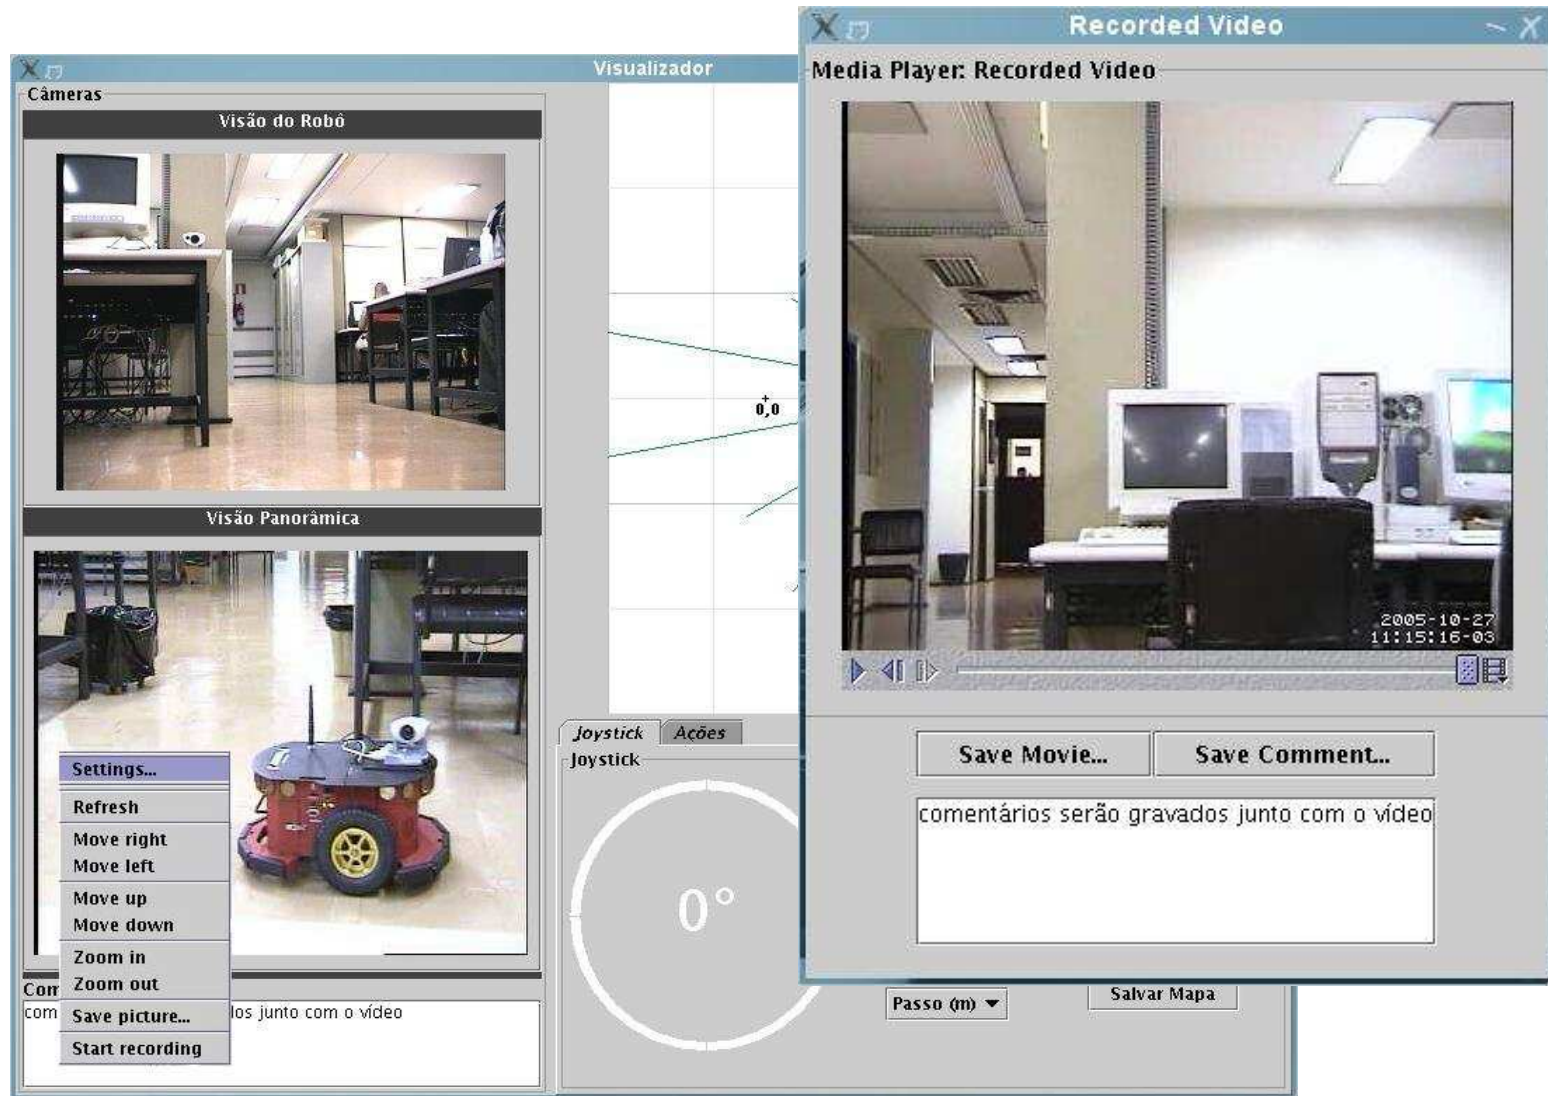 Visualizador
Câmeras
Visão do Robô
Visão Panorâmica
Settings...
Refresh
Move right
Move left
Move up
Move down
Zoom in
Zoom out
Save picture...
Start recording
Com
com
los junto com o vídeo
0,0
Joystick
Ações
Joystick
0°
Passo (m)
Salvar Mapa
Recorded Video
Media Player: Recorded Video
2005-10-27
11:15:16-03
Save Movie...
Save Comment...
comentários serão gravados junto com o vídeo